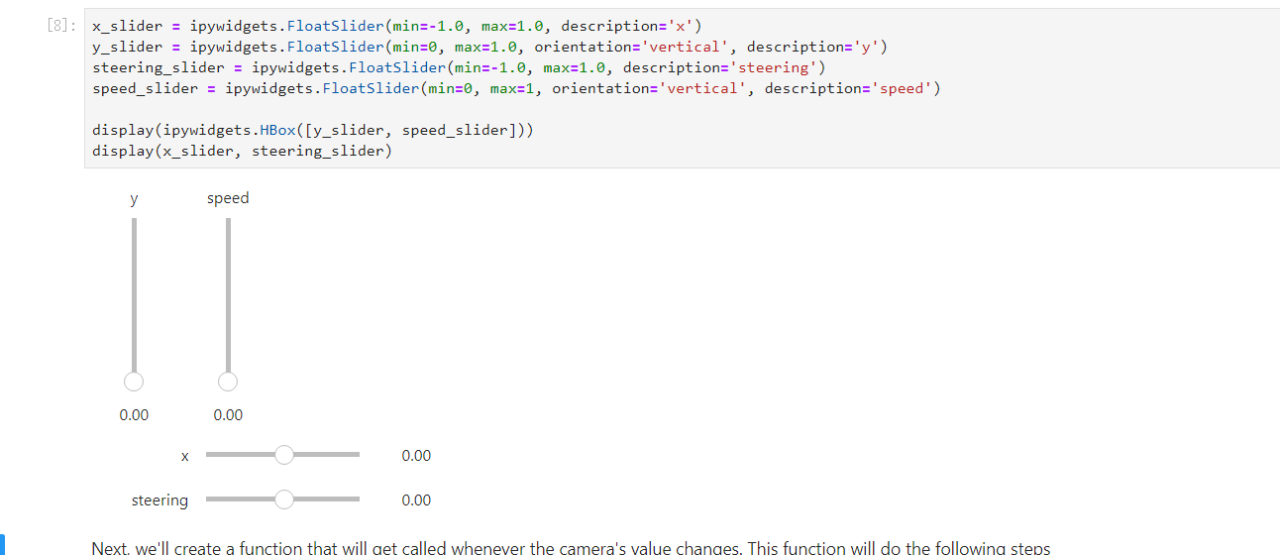 [8]: x_slider = ipywidgets.FloatSlider(min=-1.0, max=1.0, description='x')
y_slider = ipywidgets.FloatSlider(min=0, max=1.0, orientation='vertical', description='y')
steering_slider = ipywidgets.FloatSlider(min=-1.0, max=1.0, description='steering')
speed_slider = ipywidgets.FloatSlider(min=0, max=1, orientation='vertical', description='speed')

display(ipywidgets.HBox([y_slider, speed_slider]))
display(x_slider, steering_slider)
y speed
0.00 0.00
x 0.00
steering 0.00
Next, we'll create a function that will get called whenever the camera's value changes. This function will do the following steps